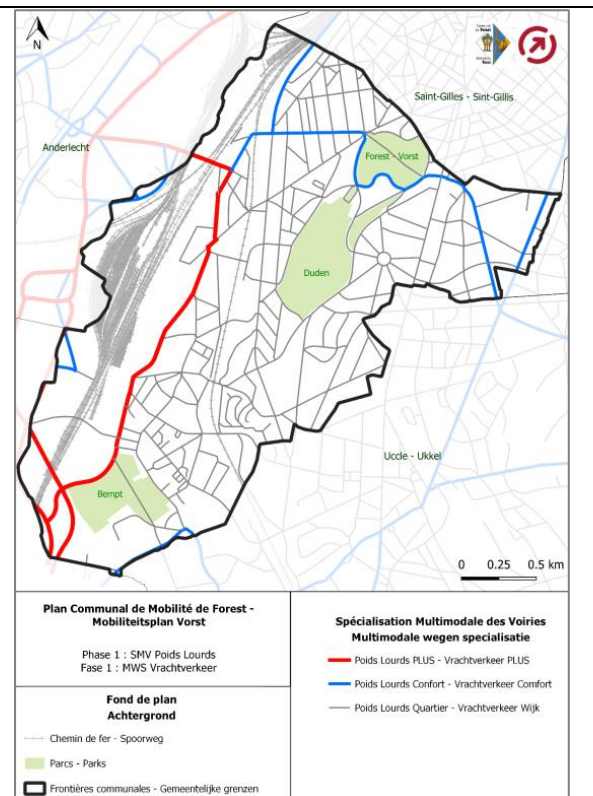 N
Saint-Gilles - Sint-Gillis
Anderlecht
Forest - Vorst
Duden
Uccle - Ukkel
Bempt
0 0.25 0.5 km
Plan Communal de Mobilité de Forest -
Mobiliteitsplan Vorst
Phase 1 : SMV Poids Lourds
Fase 1 : MWS Vrachtverkeer
Fond de plan
Achtergrond
Chemin de fer - Spoorweg
Parcs - Parks
Frontières communales - Gemeentelijke grenzen
Spécialisation Multimodale des Voiries
Multimodale wegen specialisatie
Poids Lourds PLUS - Vrachtverkeer PLUS
Poids Lourds Confort - Vrachtverkeer Comfort
Poids Lourds Quartier - Vrachtverkeer Wijk